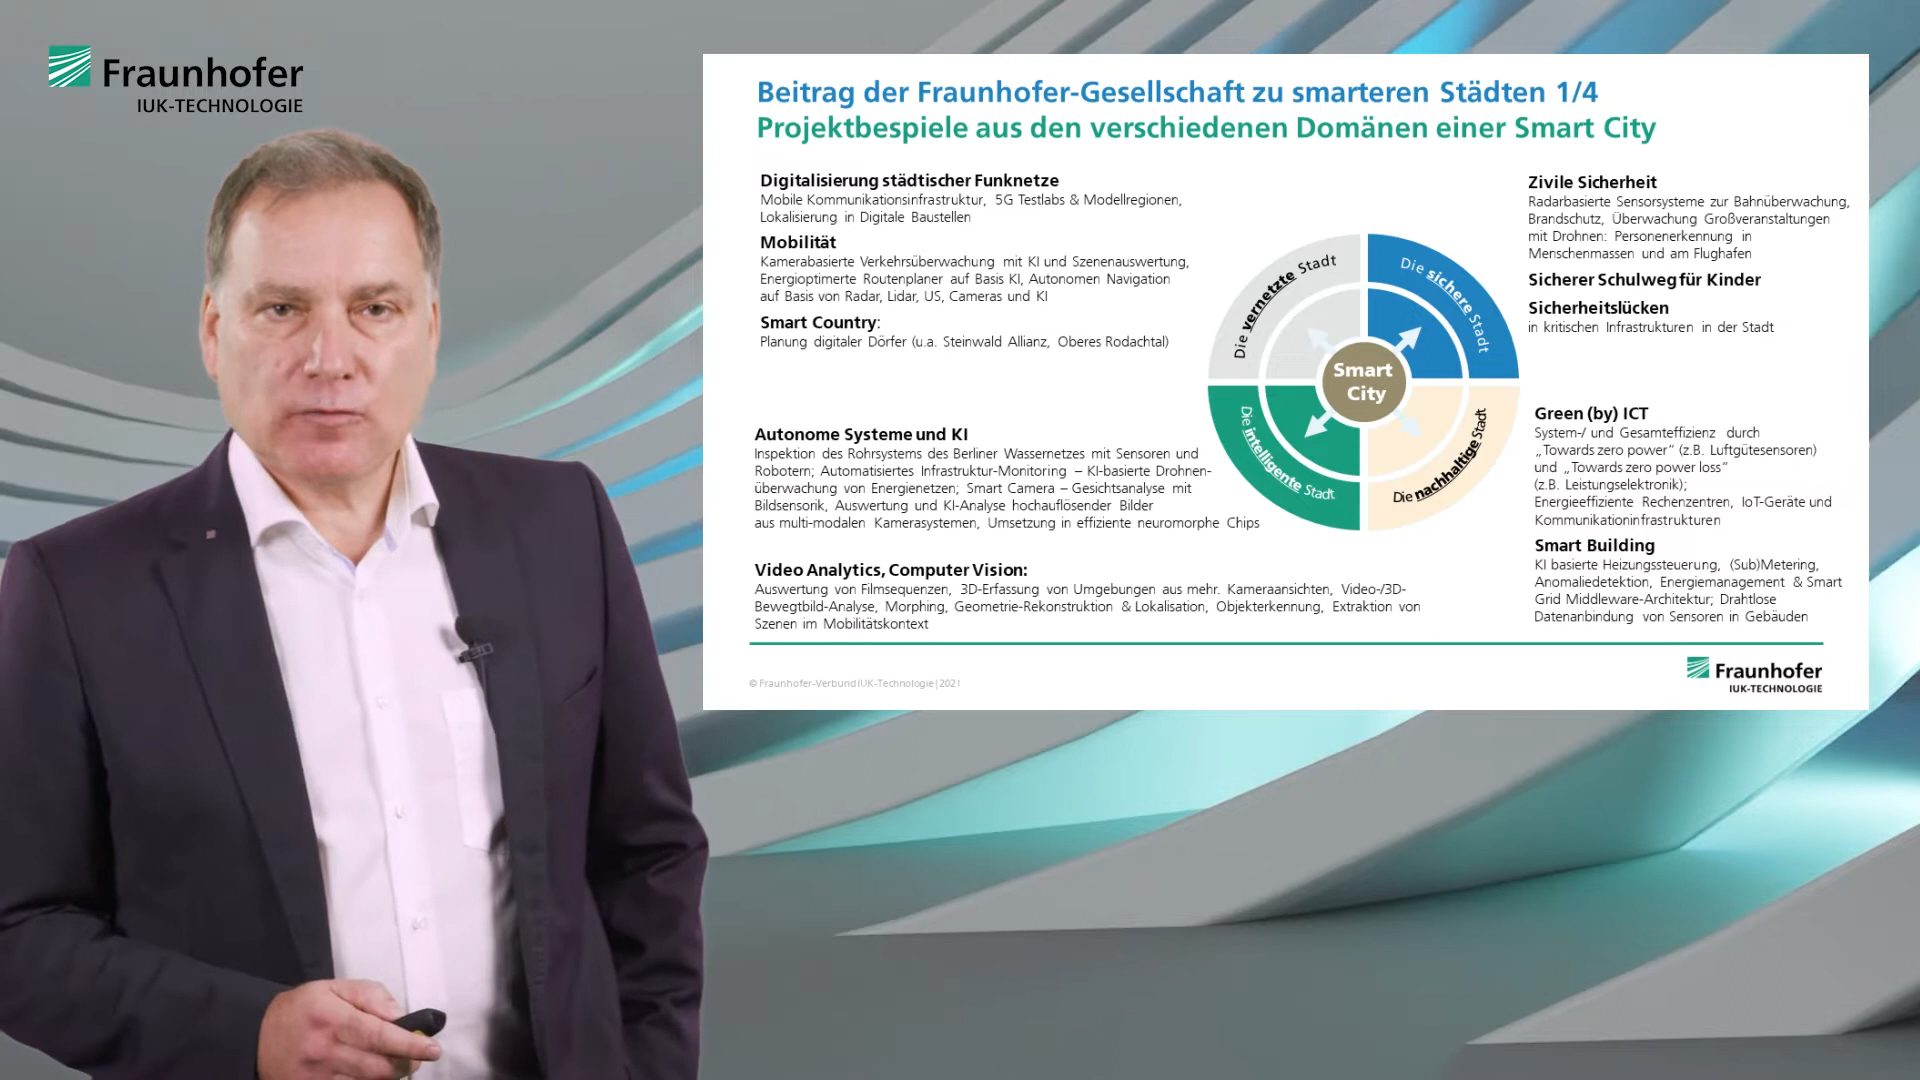 Fraunhofer
IUK-TECHNOLOGIE
Beitrag der Fraunhofer-Gesellschaft zu smarteren Städten 1/4
Projektbespiele aus den verschiedenen Domänen einer Smart City
Digitalisierung städtischer Funknetze
Mobile Kommunikationsinfrastruktur, 5G Testlabs & Modellregionen,
Lokalisierung in Digitale Baustellen
Mobilität
Kamerabasierte Verkehrsüberwachung mit KI und Szenenauswertung,
Energioptimerte Routenplaner auf Basis KI, Autonomen Navigation
auf Basis von Radar, Lidar, US, Cameras und KI
Smart Country:
Planung digitaler Dörfer (u.a. Steinwald Allianz, Oberes Rodachtal)
Autonome Systeme und KI
Inspektion des Rohrsystems des Berliner Wassernetzes mit Sensoren und
Robotern; Automatisiertes Infrastruktur-Monitoring – KI-basierte Drohnen-
überwachung von Energienetzen; Smart Camera – Gesichtsanalyse mit
Bildsensorik, Auswertung und KI-Analyse hochauflösender Bilder
aus multi-modalen Kamerasystemen, Umsetzung in effiziente neuromorphe Chips
Video Analytics, Computer Vision:
Auswertung von Filmsequenzen, 3D-Erfassung von Umgebungen aus mehr. Kameraansichten, Video-/3D-
Bewegtbild-Analyse, Morphing, Geometrie-Rekonstruktion & Lokalisation, Objekterkennung, Extraktion von
Szenen im Mobilitätskontext
Die vernetzte Stadt
Die sichere Stadt
Smart
City
Die intelligente Stadt
Die nachhaltige Stadt
Zivile Sicherheit
Radarbasierte Sensorsysteme zur Bahnüberwachung,
Brandschutz, Überwachung Großveranstaltungen
mit Drohnen: Personenerkennung in
Menschenmassen und am Flughafen
Sicherer Schulweg für Kinder
Sicherheitslücken
in kritischen Infrastrukturen in der Stadt
Green (by) ICT
System-/ und Gesamteffizienz durch
„Towards zero power“ (z.B. Luftgütesensoren)
und „Towards zero power loss“
(z.B. Leistungselektronik);
Energieeffiziente Rechenzentren, IoT-Geräte und
Kommunikationinfrastrukturen
Smart Building
KI basierte Heizungssteuerung, (Sub)Metering,
Anomaliedetektion, Energiemanagement & Smart
Grid Middleware-Architektur; Drahtlose
Datenanbindung von Sensoren in Gebäuden
© Fraunhofer-Verbund IUK-Technologie | 2021
Fraunhofer
IUK-TECHNOLOGIE